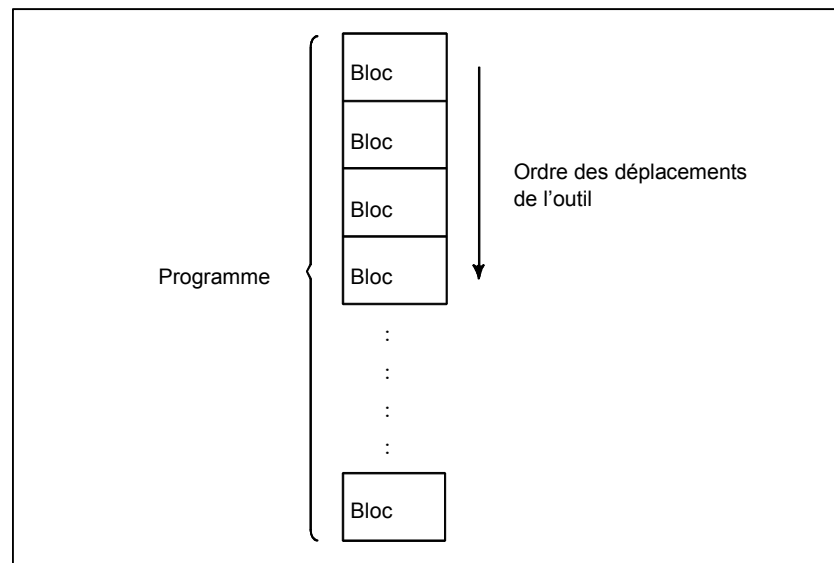 Bloc
Bloc
Ordre des déplacements
de l'outil
Bloc
Programme
Bloc
:
:
:
:
Bloc